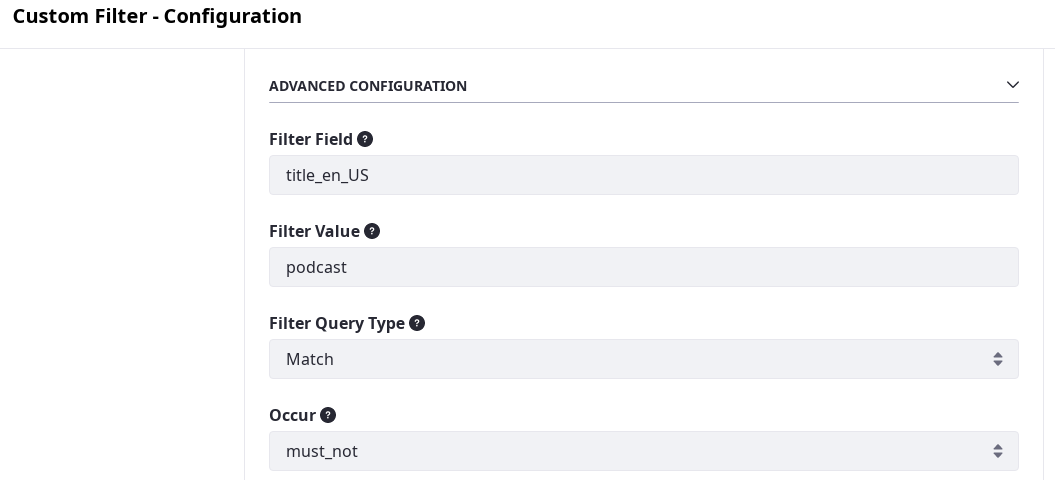 Custom Filter - Configuration
ADVANCED CONFIGURATION
Filter Field ?
title_en_US
Filter Value ?
podcast
Filter Query Type ?
Match
Occur ?
must_not